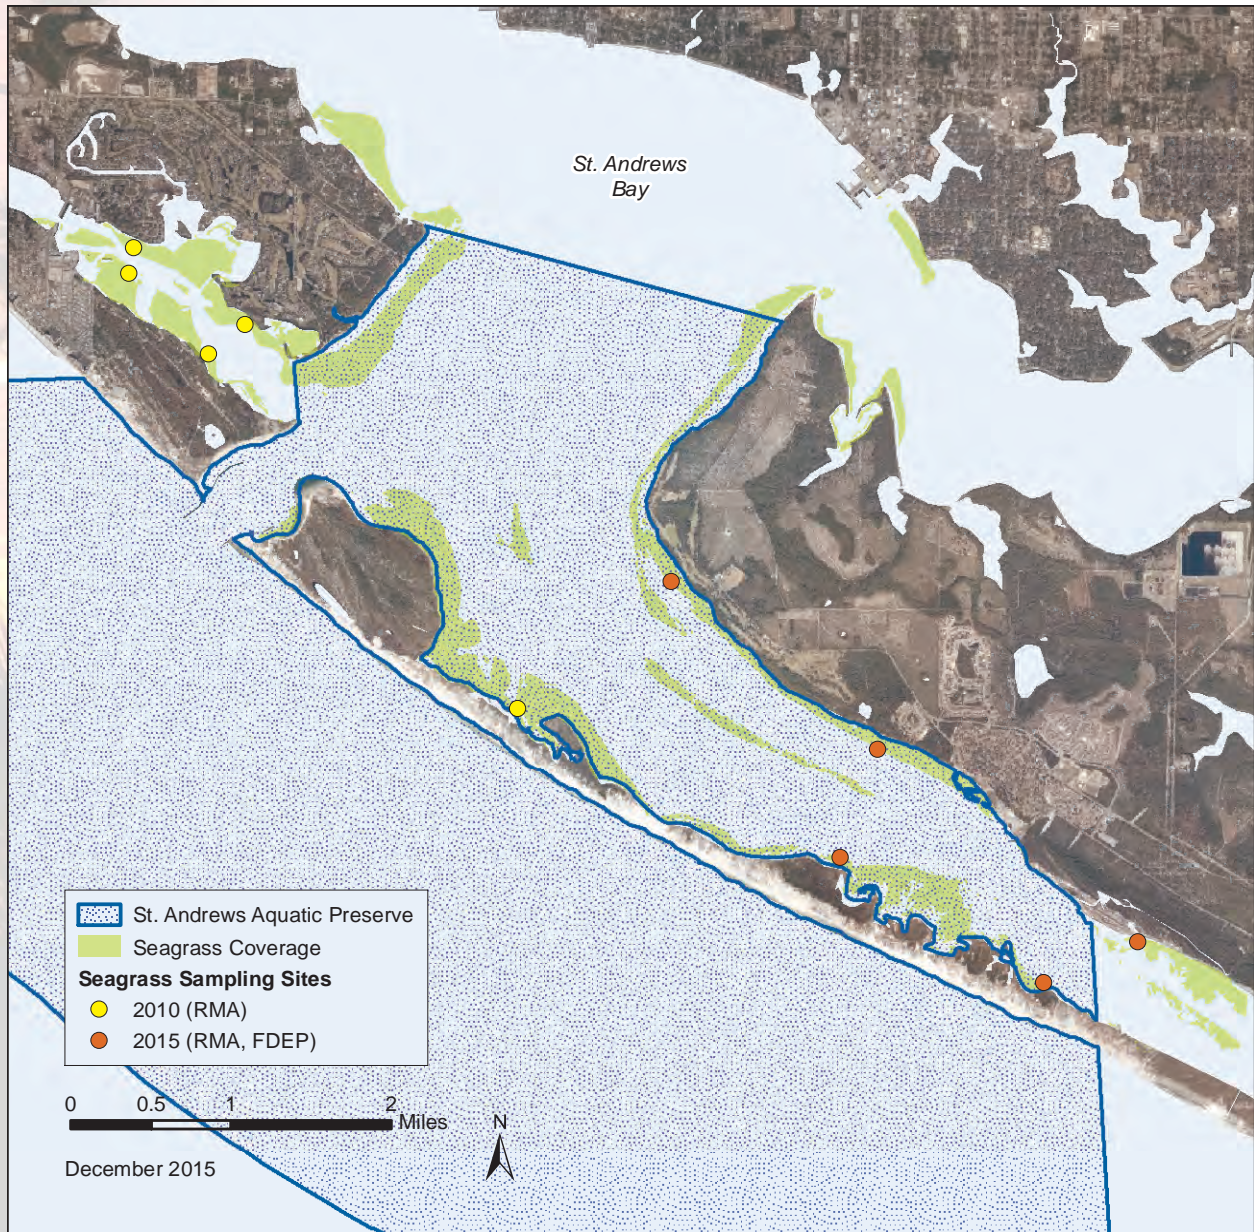 St. Andrews
Bay
St. Andrews Aquatic Preserve
Seagrass Coverage
Seagrass Sampling Sites
2010 (RMA)
2015 (RMA, FDEP)
0 0.5 1 2
Miles
N
December 2015